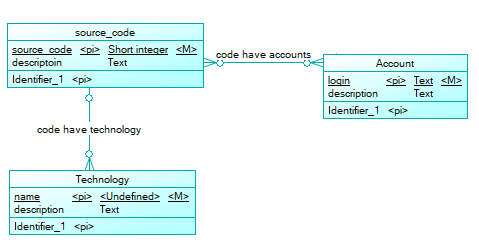 source_code
source_code <pi> Short integer <M>
descriptoin Text
Identifier_1 <pi>
code have accounts
Account
login <pi> Text <M>
description Text
Identifier_1 <pi>
code have technology
Technology
name <pi> <Undefined> <M>
description Text
Identifier_1 <pi>